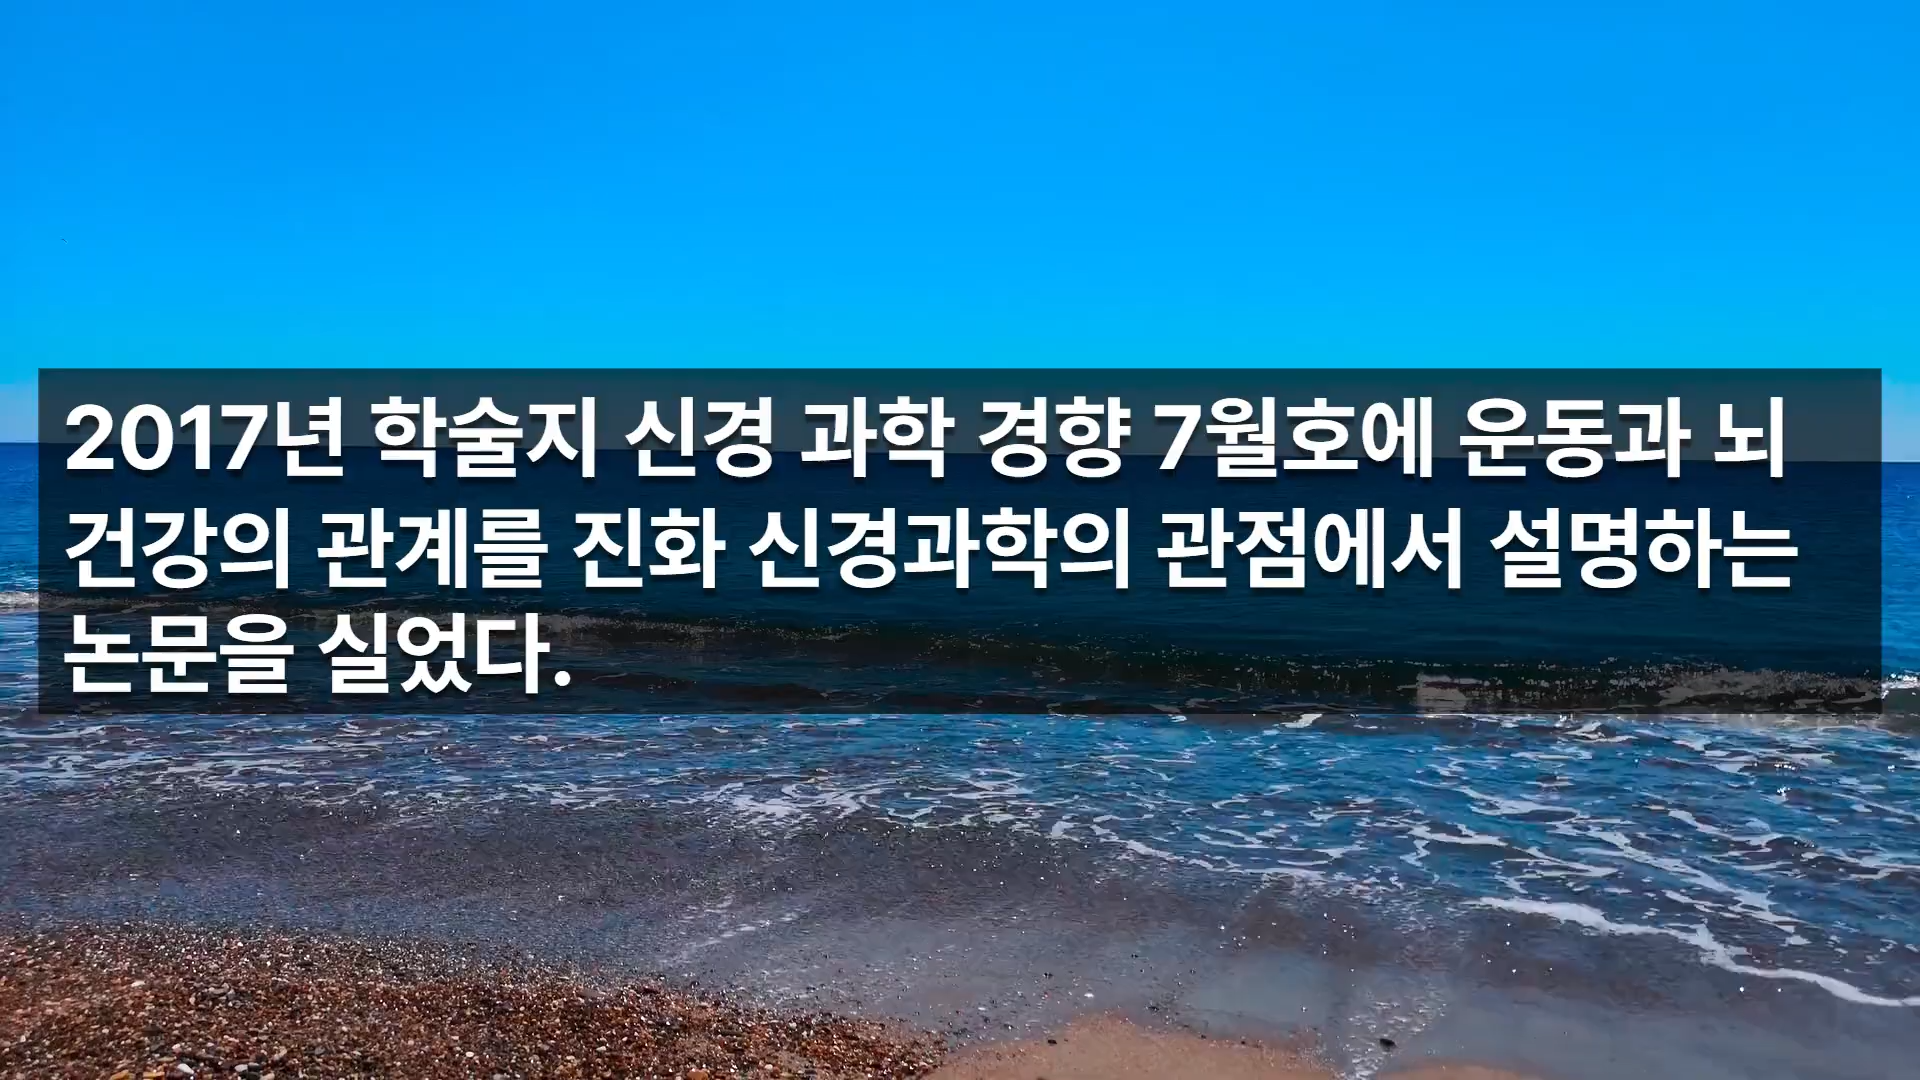 2017년 학술지 신경 과학 경향 7월호에 운동과 뇌
건강의 관계를 진화 신경과학의 관점에서 설명하는
논문을 실었다.